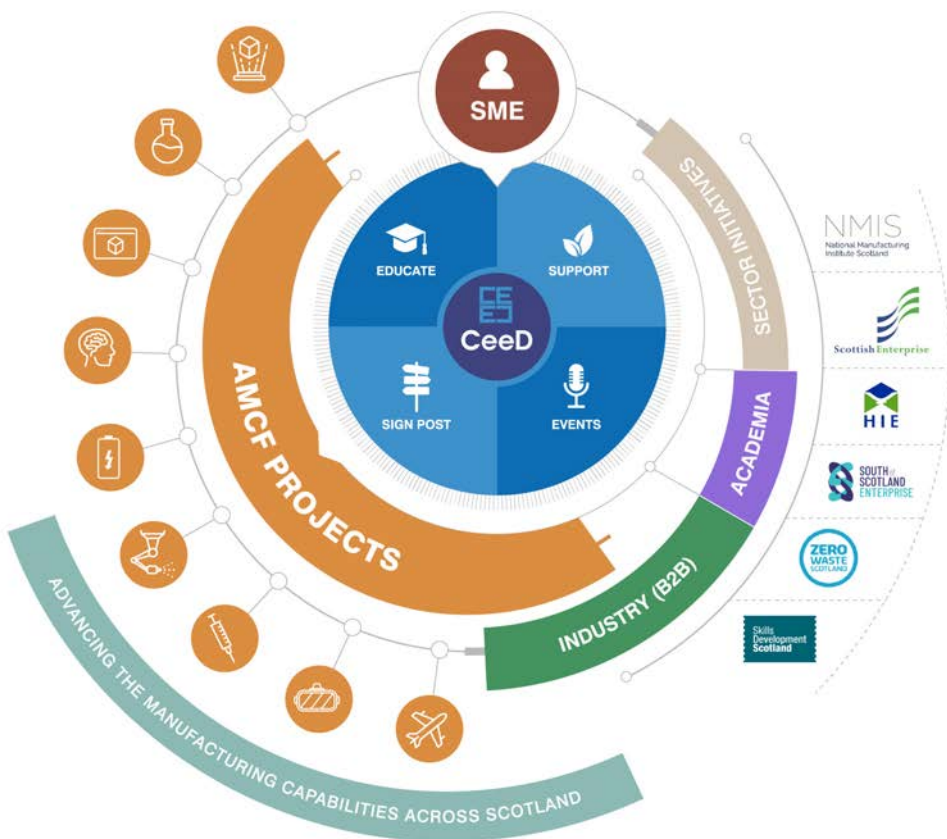 SME
EDUCATE
SUPPORT
CeeD
SIGN POST
EVENTS
AMCF PROJECTS
SECTOR INITIATIVES
ACADEMIA
INDUSTRY (B2B)
ADVANCING THE MANUFACTURING CAPABILITIES ACROSS SCOTLAND
NMIS
National Manufacturing
Institute Scotland
Scottish Enterprise
HIE
SOUTH of
SCOTLAND
ENTERPRISE
ZERO
WASTE
SCOTLAND
Skills
Development
Scotland